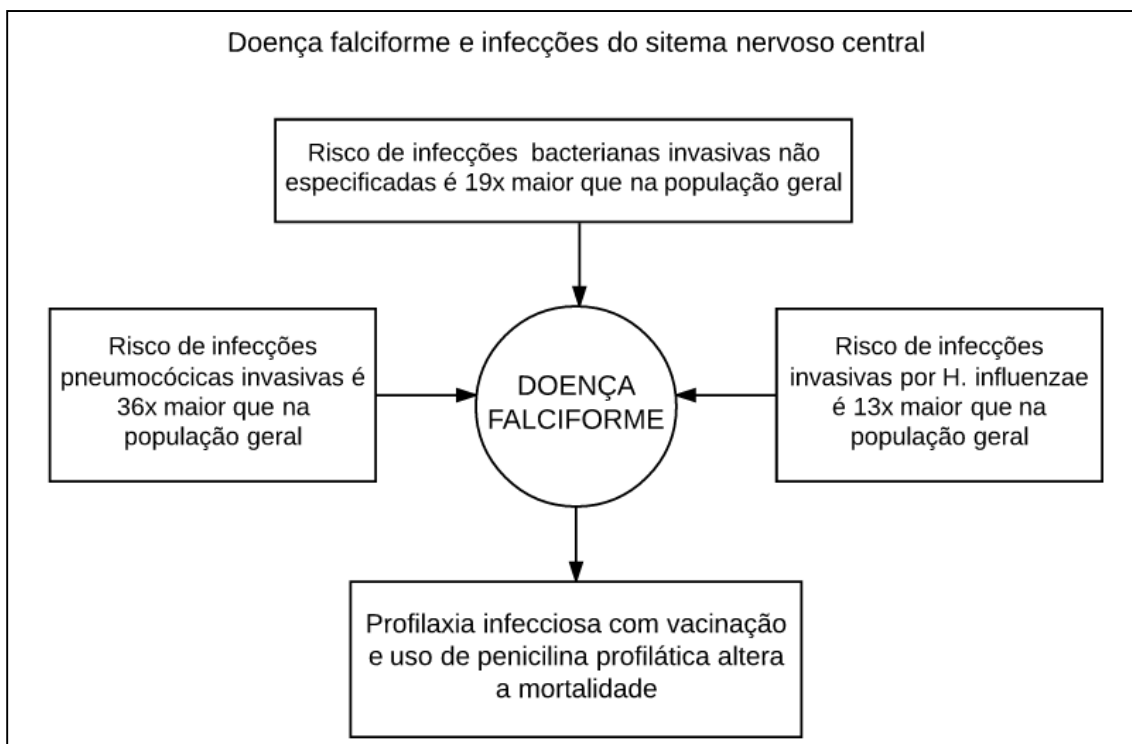 Doença falciforme e infecções do sitema nervoso central
Risco de infecções bacterianas invasivas não
especificadas é 19x maior que na população geral
Risco de infecções
pneumocócicas invasivas é
36x maior que na
população geral
DOENÇA
FALCIFORME
Risco de infecções
invasivas por H. influenzae
é 13x maior que na
população geral
Profilaxia infecciosa com vacinação
e uso de penicilina profilática altera
a mortalidade